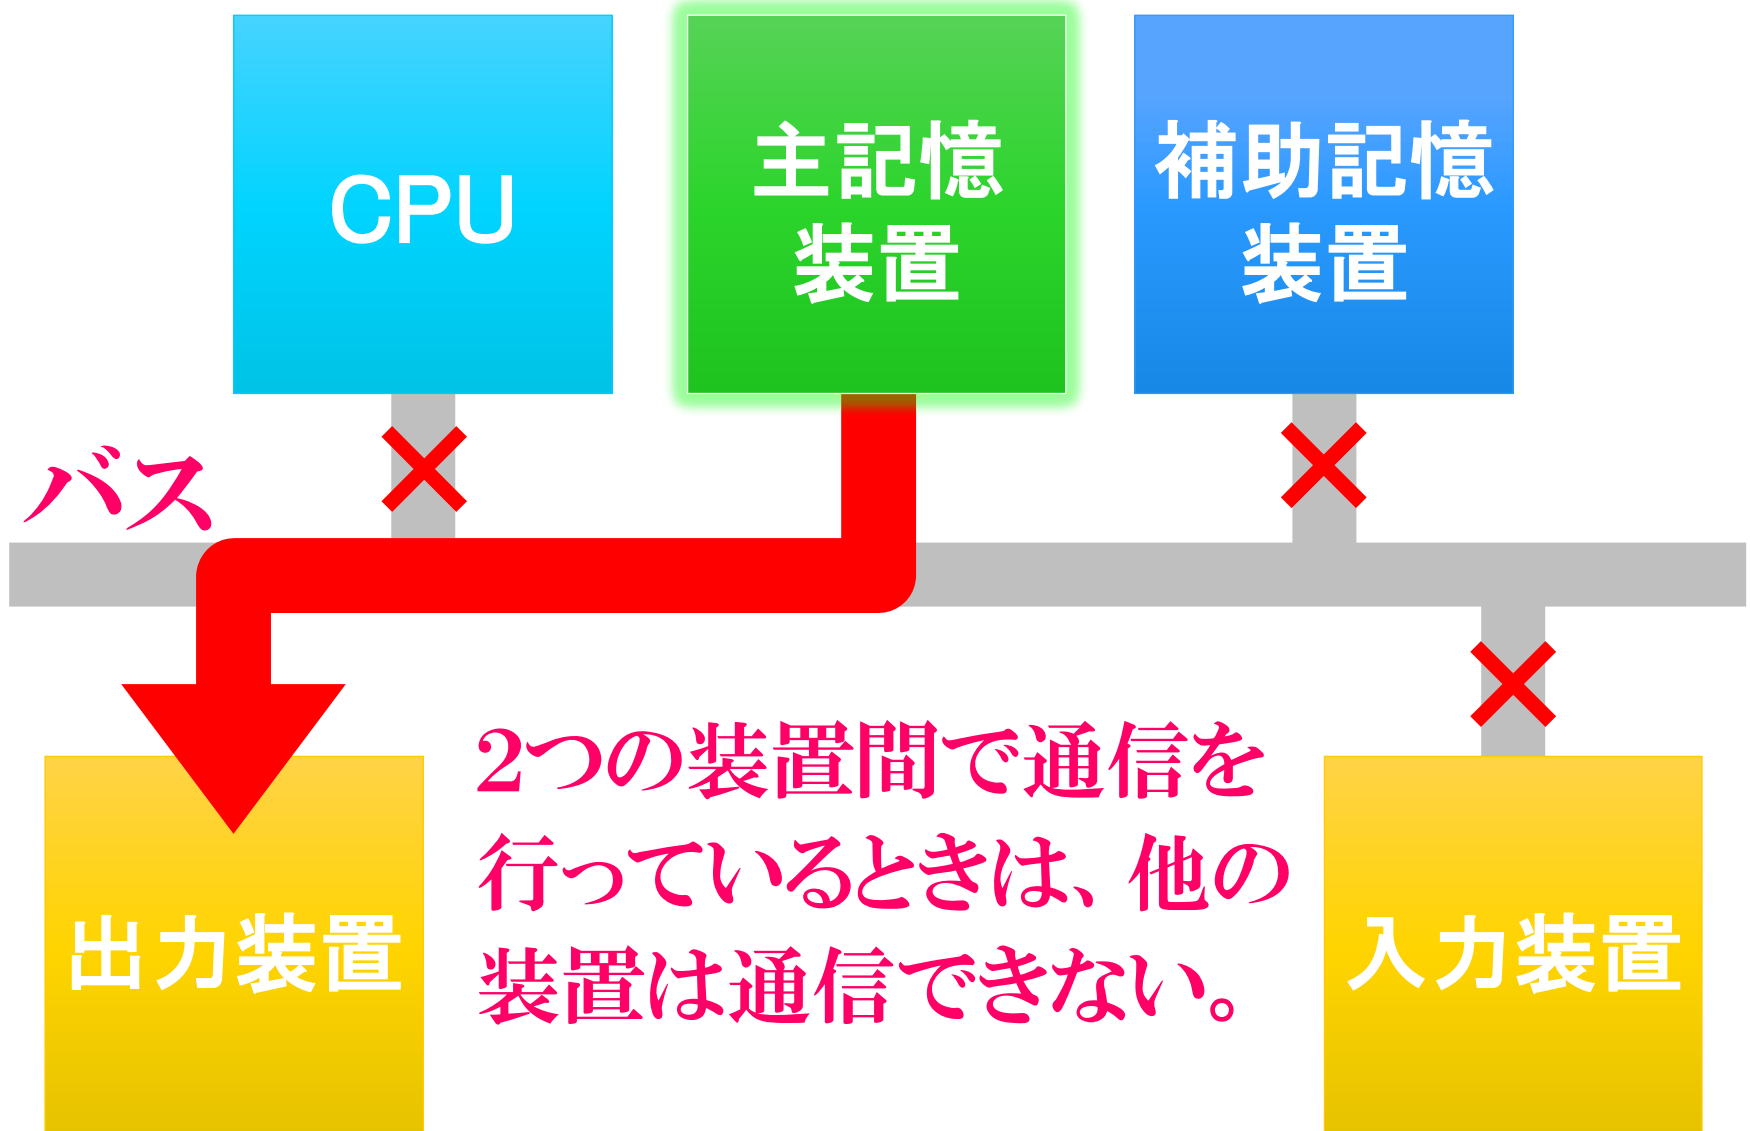 CPU
主記憶
装置
補助記憶
装置
バス
2つの装置間で通信を
行っているときは、他の
装置は通信できない。
出力装置
入力装置